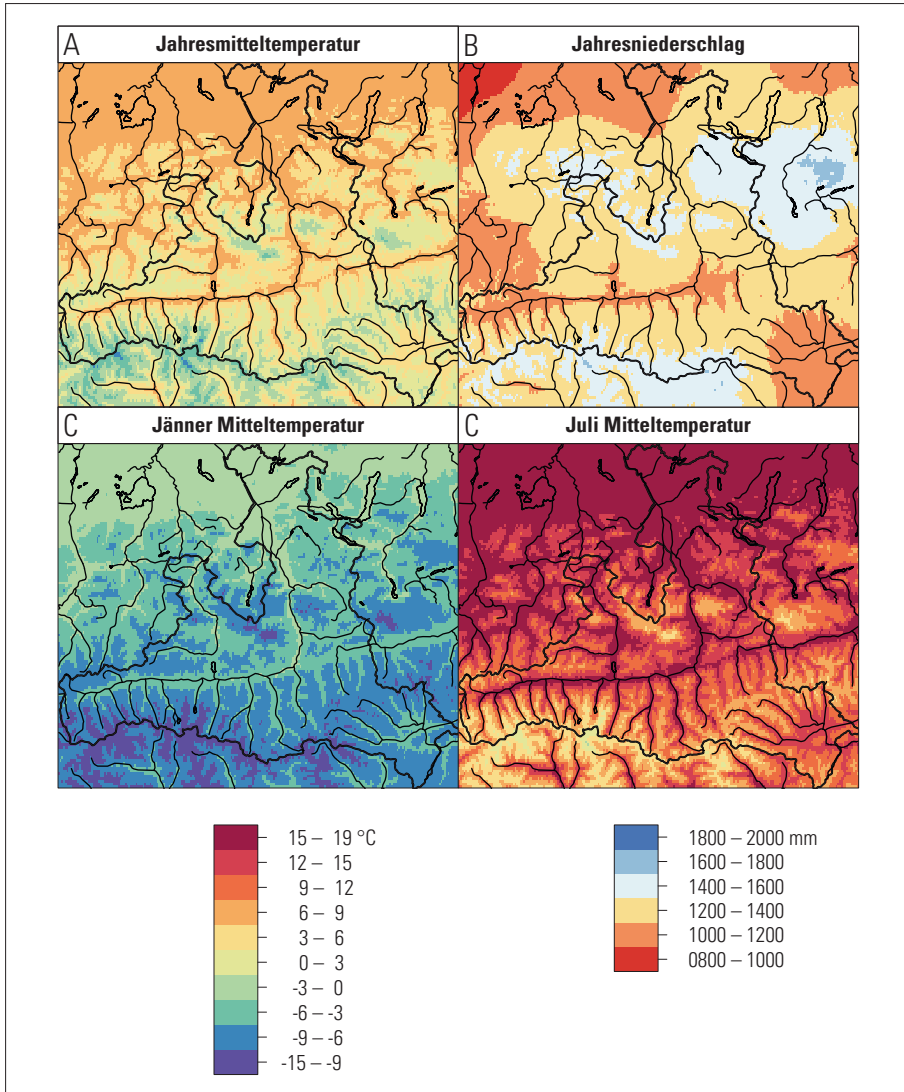 A Jahresmitteltemperatur
B Jahresniederschlag
C Jänner Mitteltemperatur
C Juli Mitteltemperatur
15 – 19 °C
12 – 15
9 – 12
6 – 9
3 – 6
0 – 3
-3 – 0
-6 – -3
-9 – -6
-15 – -9
1800 – 2000 mm
1600 – 1800
1400 – 1600
1200 – 1400
1000 – 1200
0800 – 1000